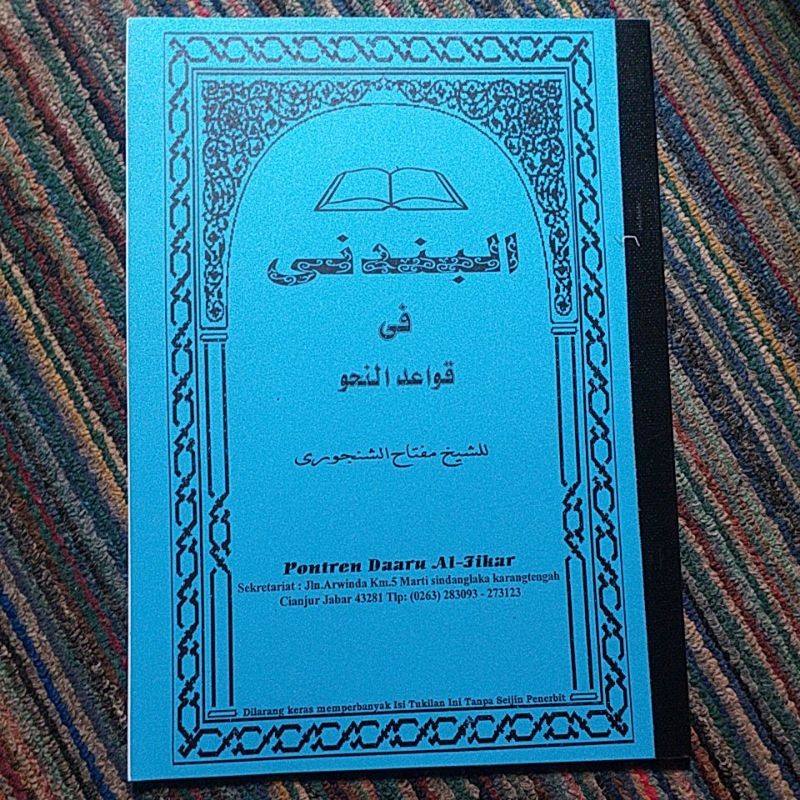 البندنى
فى
قواعد النحو
للشيخ مفتاح الشنجورى
Pontren Daaru Al-Fikar
Sekretariat : Jln.Arwinda Km.5 Marti sindanglaka karangtengah
Cianjur Jabar 43281 Tlp: (0263) 283093 - 273123
Dilarang keras memperbanyak Isi Tukilan Ini Tanpa Seijin Penerbit